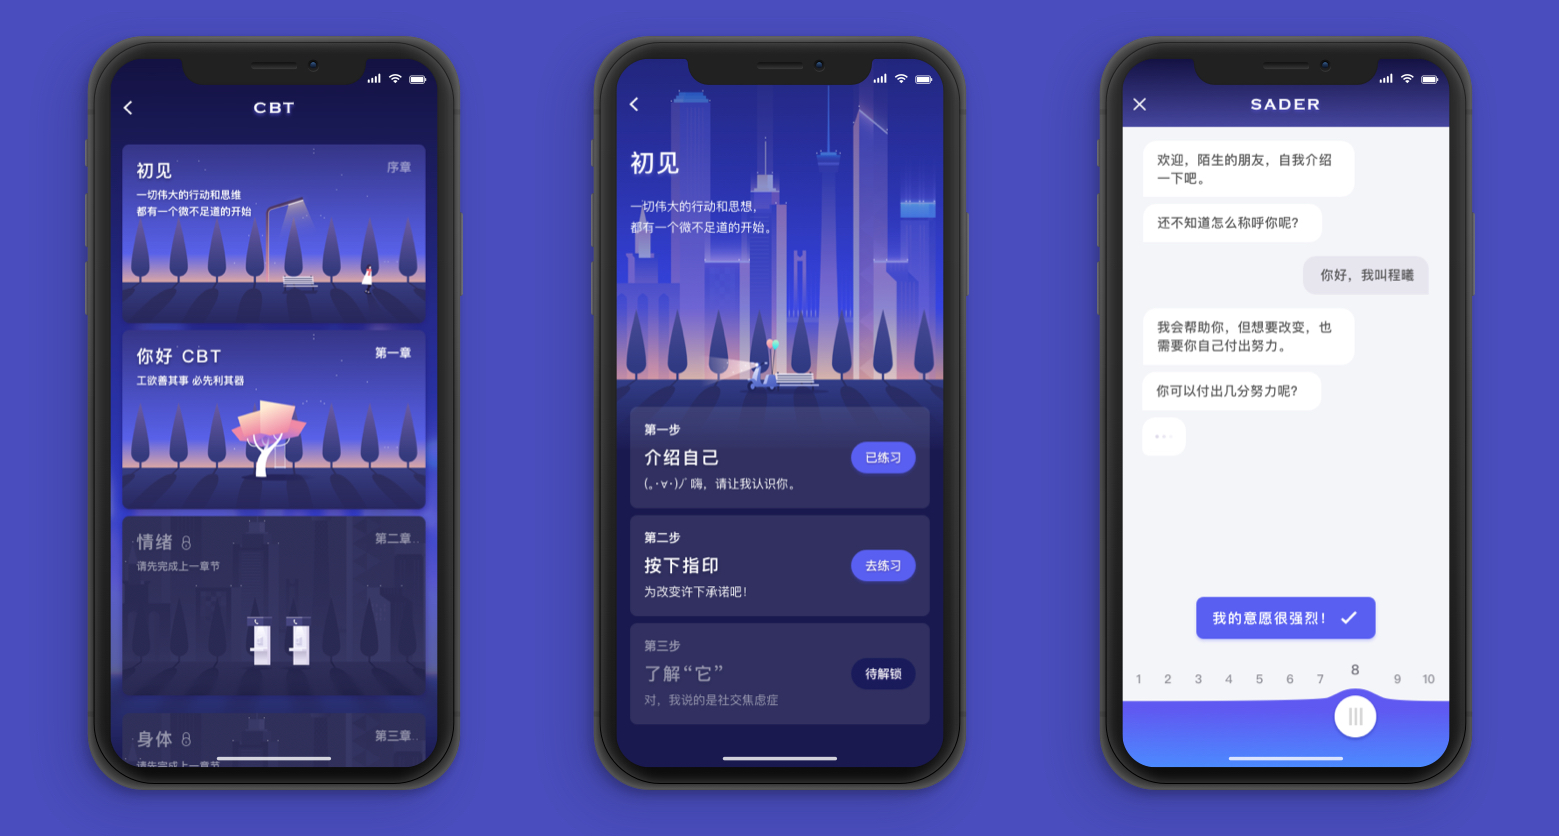 CBT
初见
序章
一切伟大的行动和思维
都有一个微不足道的开始
你好 CBT
第一章
工欲善其事 必先利其器
情绪
第二章
请先完成上一章节
身体
第三章
请先完成上一章节
初见
一切伟大的行动和思想,
都有一个微不足道的开始。
第一步
介绍自己
(。·∀·)ﾉﾞ嗨，请让我认识你。
已练习
第二步
按下指印
为改变许下承诺吧！
去练习
第三步
了解“它”
对，我说的是社交焦虑症
待解锁
SADER
欢迎，陌生的朋友，自我介绍
一下吧。
还不知道怎么称呼你呢？
你好，我叫程曦
我会帮助你，但想要改变，也
需要你自己付出努力。
你可以付出几分努力呢？
我的意愿很强烈！
1 2 3 4 5 6 7 8 9 10